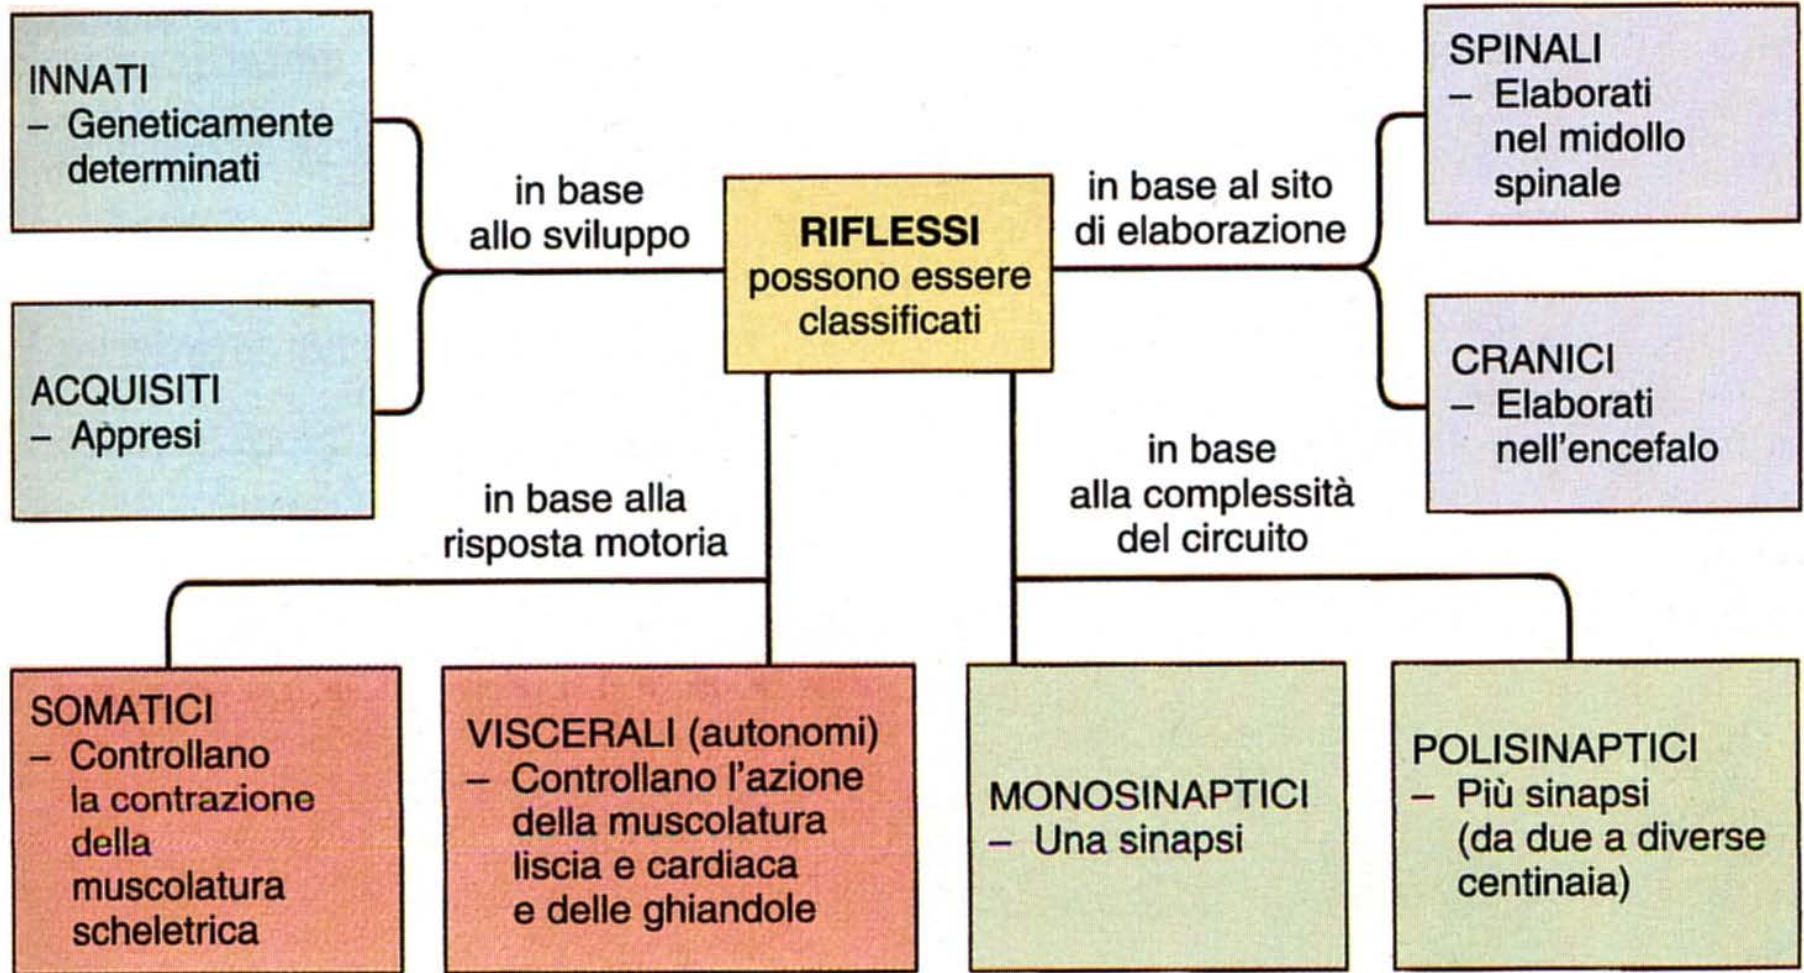 INNATI
– Geneticamente
determinati
in base
allo sviluppo
ACQUISITI
– Appresi
RIFLESSI
possono essere
classificati
in base al sito
di elaborazione
SPINALI
– Elaborati
nel midollo
spinale
CRANICI
– Elaborati
nell'encefalo
in base alla
risposta motoria
in base
alla complessità
del circuito
SOMATICI
– Controllano
la contrazione
della
muscolatura
scheletrica
VISCERALI (autonomi)
– Controllano l'azione
della muscolatura
liscia e cardiaca
e delle ghiandole
MONOSINAPTICI
– Una sinapsi
POLISINAPTICI
– Più sinapsi
(da due a diverse
centinaia)